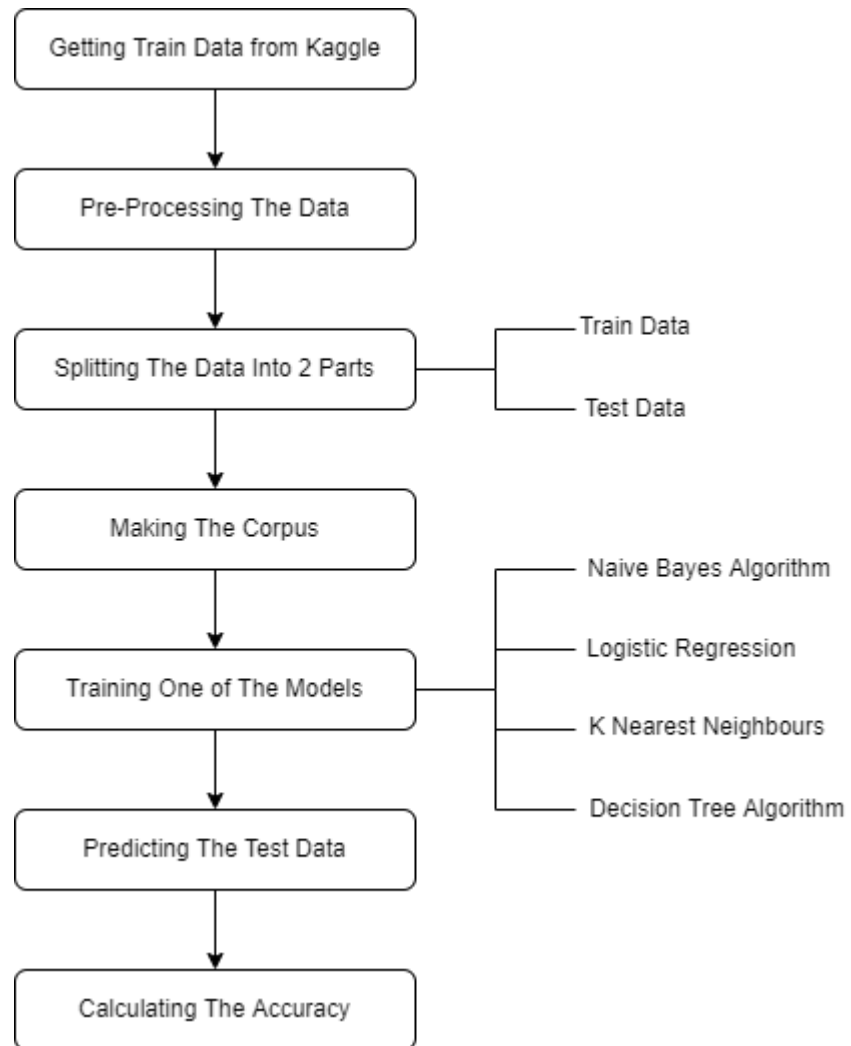 Getting Train Data from Kaggle
Pre-Processing The Data
Splitting The Data Into 2 Parts
Train Data
Test Data
Making The Corpus
Training One of The Models
Naive Bayes Algorithm
Logistic Regression
K Nearest Neighbours
Decision Tree Algorithm
Predicting The Test Data
Calculating The Accuracy